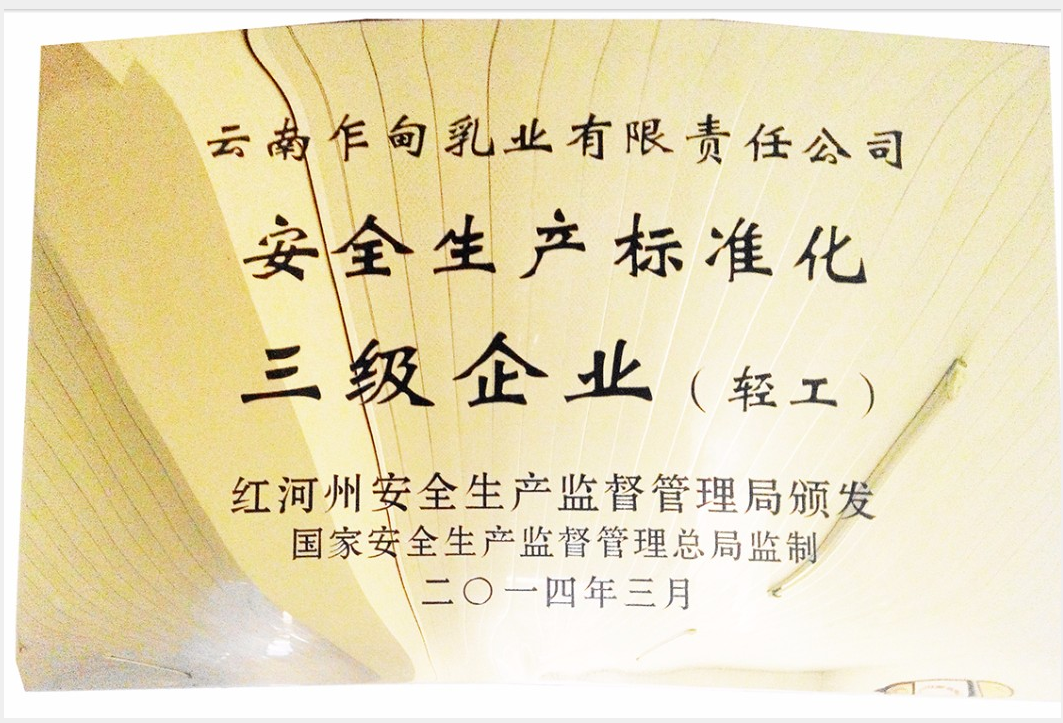 云南乍甸乳业有限责任公司
安全生产标准化
三级企业（轻工）
红河州安全生产监督管理局颁发
国家安全生产监督管理总局监制
二〇一四年三月